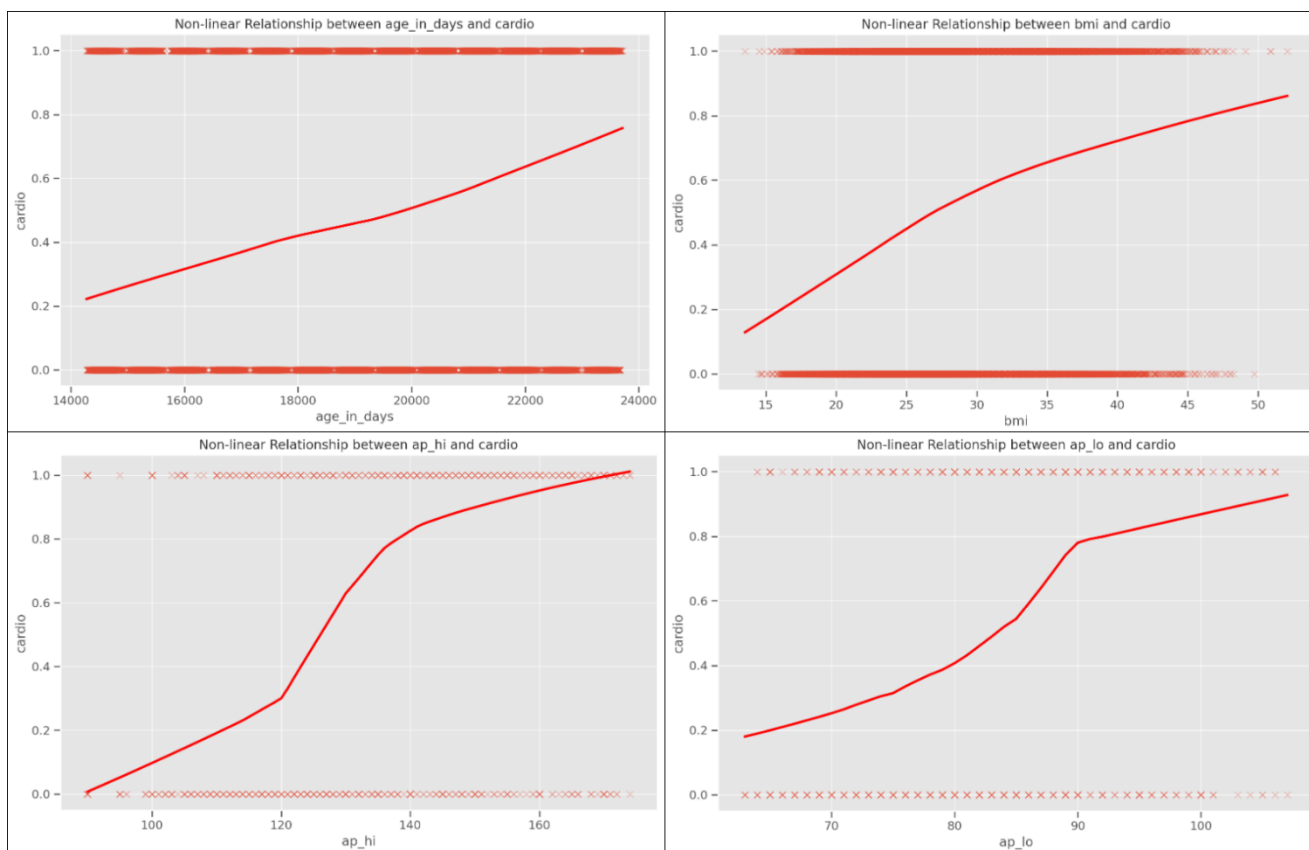 Non-linear Relationship between age_in_days and cardio
1.0
0.8
0.6
0.4
0.2
0.0
cardio
14000 16000 18000 20000 22000 24000
age_in_days
Non-linear Relationship between bmi and cardio
1.0
0.8
0.6
0.4
0.2
0.0
cardio
15 20 25 30 35 40 45 50
bmi
Non-linear Relationship between ap_hi and cardio
1.0
0.8
0.6
0.4
0.2
0.0
cardio
100 120 140 160
ap_hi
Non-linear Relationship between ap_lo and cardio
1.0
0.8
0.6
0.4
0.2
0.0
cardio
70 80 90 100
ap_lo